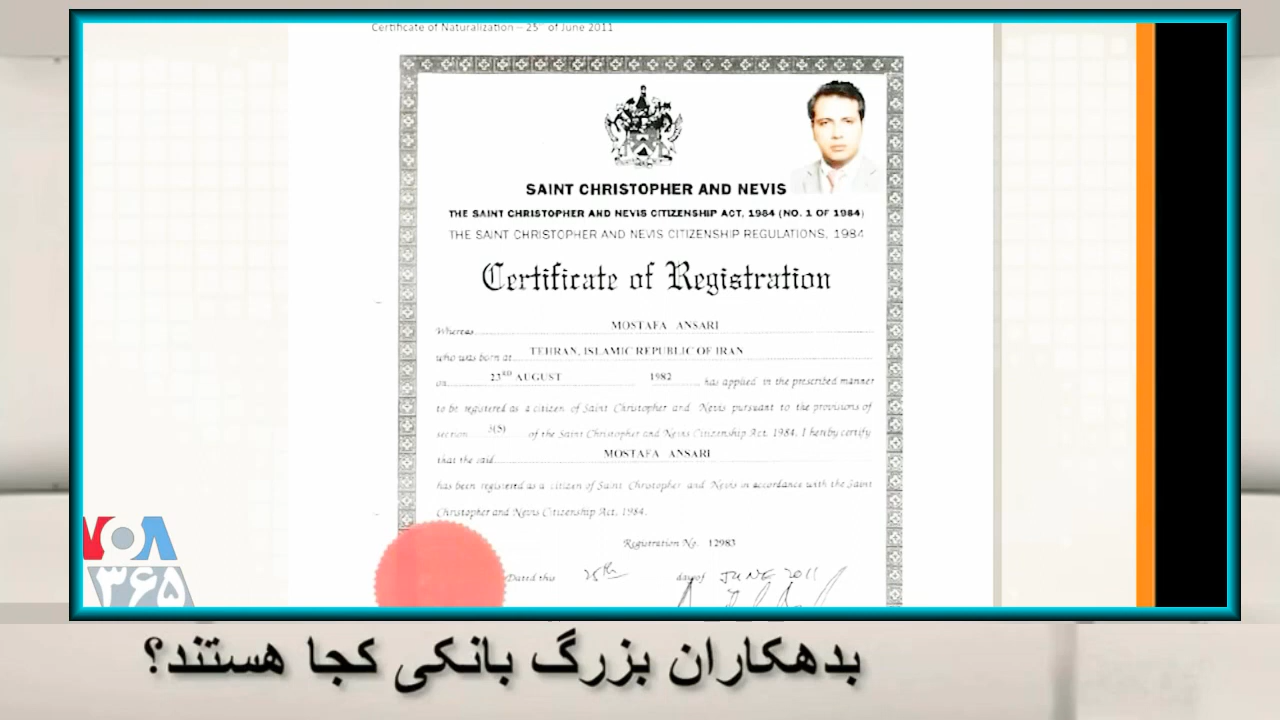 Certificate of Naturalization – 25th of June 2011
SAINT CHRISTOPHER AND NEVIS
THE SAINT CHRISTOPHER AND NEVIS CITIZENSHIP ACT, 1984 (NO. 1 OF 1984)
THE SAINT CHRISTOPHER AND NEVIS CITIZENSHIP REGULATIONS, 1984
Certificate of Registration
Whereas MOSTAFA ANSARI
who was born at TEHRAN, ISLAMIC REPUBLIC OF IRAN
on 23RD AUGUST 1982 has applied in the prescribed manner
to be registered as a citizen of Saint Christopher and Nevis pursuant to the provisions of
section 3(5) of the Saint Christopher and Nevis Citizenship Act, 1984, I hereby certify
that the said MOSTAFA ANSARI
has been registered as a citizen of Saint Christopher and Nevis in accordance with the Saint
Christopher and Nevis Citizenship Act, 1984.
Registration No. 12983
Dated this 25th day of JUNE 2011
VOA
۳۶۵
بدهکاران بزرگ بانکی کجا هستند؟